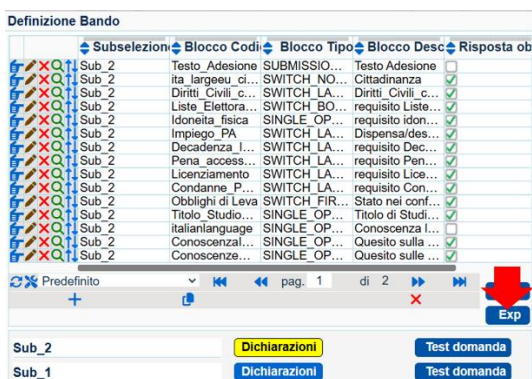 Definizione Bando
Subselezion Blocco Codi Blocco Tipo Blocco Desc Risposta ob
Sub_2 Testo_Adesione SUBMISSIO... Testo Adesione
Sub_2 ita_largeeu_ci... SWITCH_NO... Cittadinanza
Sub_2 Diritti_Civili_c... SWITCH_LA... Diritti_Civili_c...
Sub_2 Liste_Elettora... SWITCH_BO... requisito Liste...
Sub_2 Idoneita_fisica SINGLE_OP... requisito idon...
Sub_2 Impiego_PA SWITCH_LA... Dispensa/des...
Sub_2 Decadenza_I... SWITCH_LA... requisito Dec...
Sub_2 Pena_access... SWITCH_LA... requisito Pen...
Sub_2 Licenziamento SWITCH_LA... requisito Lice...
Sub_2 Condanne_P... SWITCH_LA... requisito Con...
Sub_2 Obblighi di Leva SWITCH_FIR... Stato nei conf...
Sub_2 Titolo_Studio... SINGLE_OP... Titolo di Studi...
Sub_2 italianlanguage SINGLE_OP... Conoscenza l...
Sub_2 Conoscenzal... SINGLE_OP... Quesito sulla ...
Sub_2 Conoscenze... SINGLE_OP... Quesito sulle ...
Predefinito pag. 1 di 2
Exp
Sub_2 Dichiarazioni Test domanda
Sub_1 Dichiarazioni Test domanda